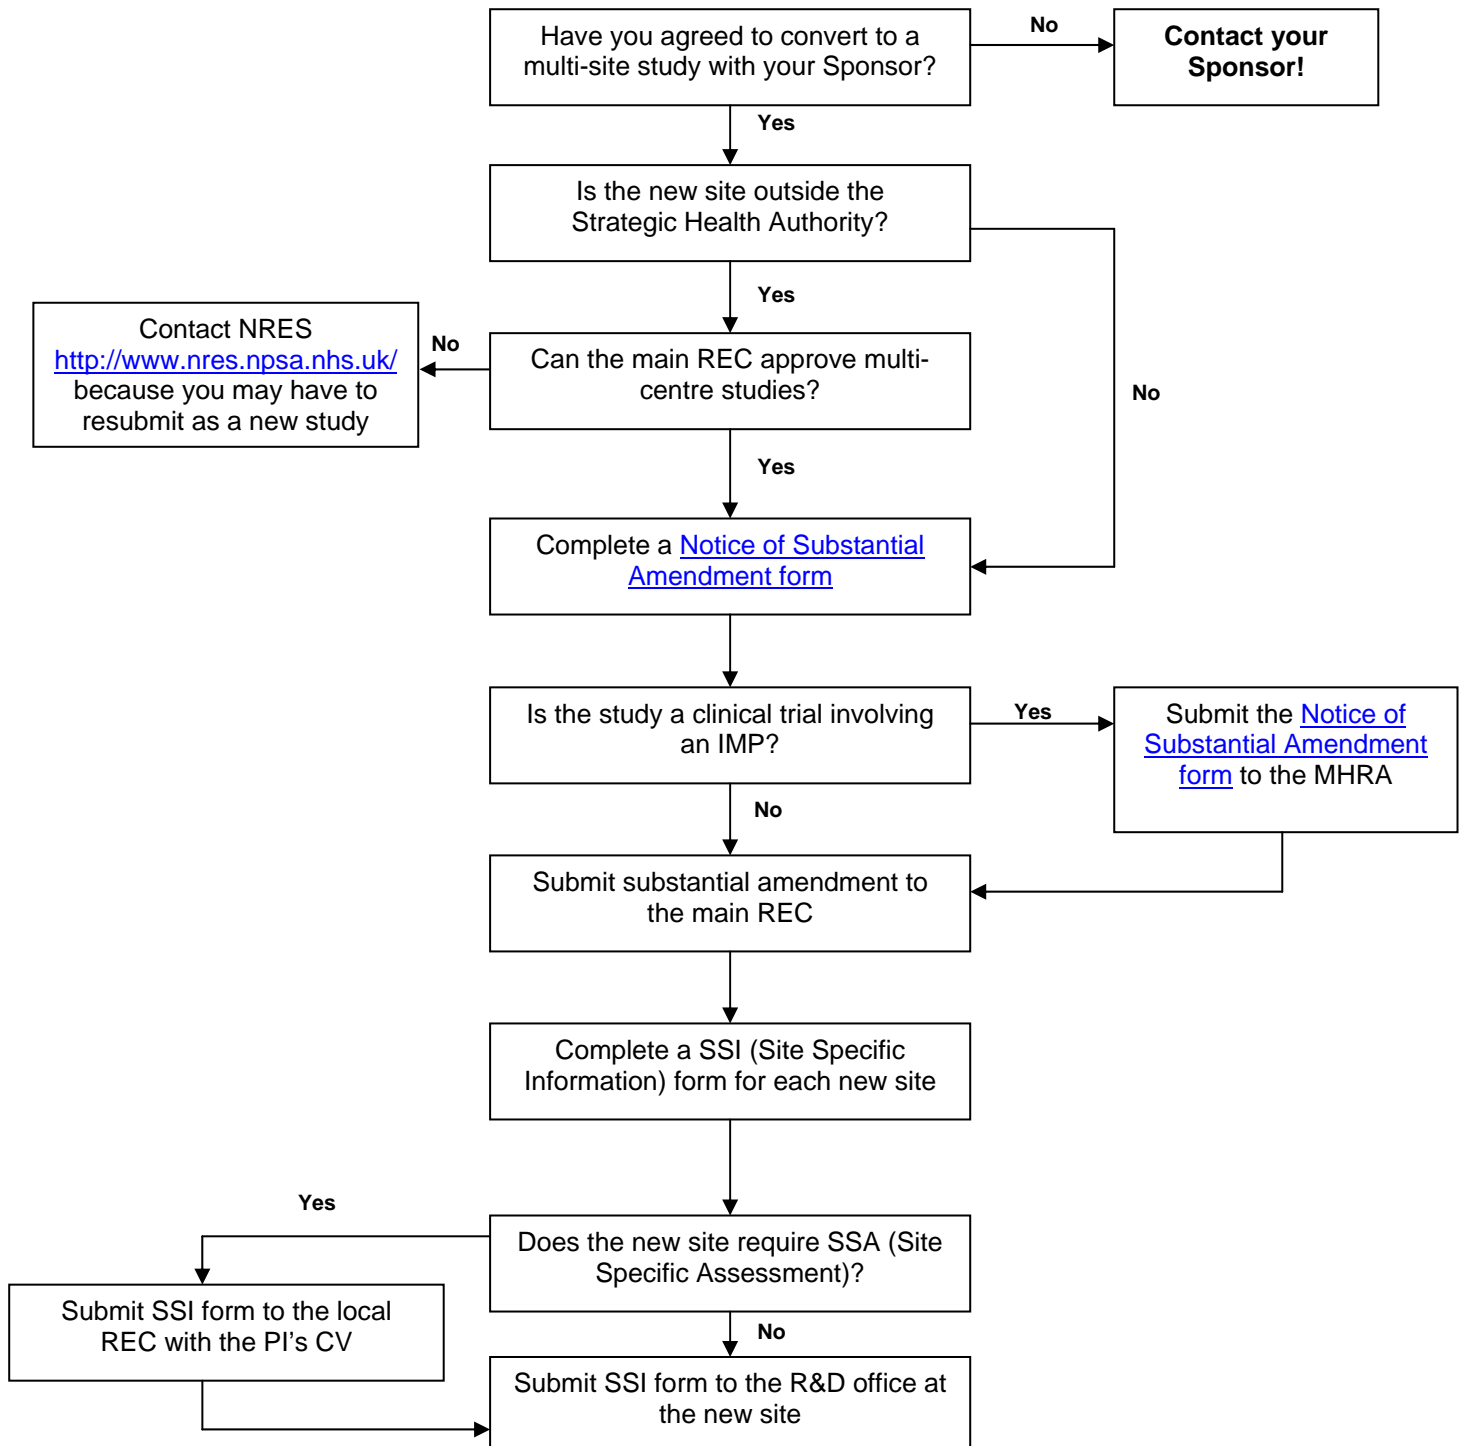 Have you agreed to convert to a
multi-site study with your Sponsor?
No
Contact your
Sponsor!
Yes
Is the new site outside the
Strategic Health Authority?
Yes
No
Contact NRES
http://www.nres.npsa.nhs.uk/
because you may have to
resubmit as a new study
No
Can the main REC approve multi-
centre studies?
Yes
Complete a Notice of Substantial
Amendment form
Is the study a clinical trial involving
an IMP?
Yes
Submit the Notice of
Substantial Amendment
form to the MHRA
No
Submit substantial amendment to
the main REC
Complete a SSI (Site Specific
Information) form for each new site
Yes
Does the new site require SSA (Site
Specific Assessment)?
Submit SSI form to the local
REC with the PI's CV
No
Submit SSI form to the R&D office at
the new site